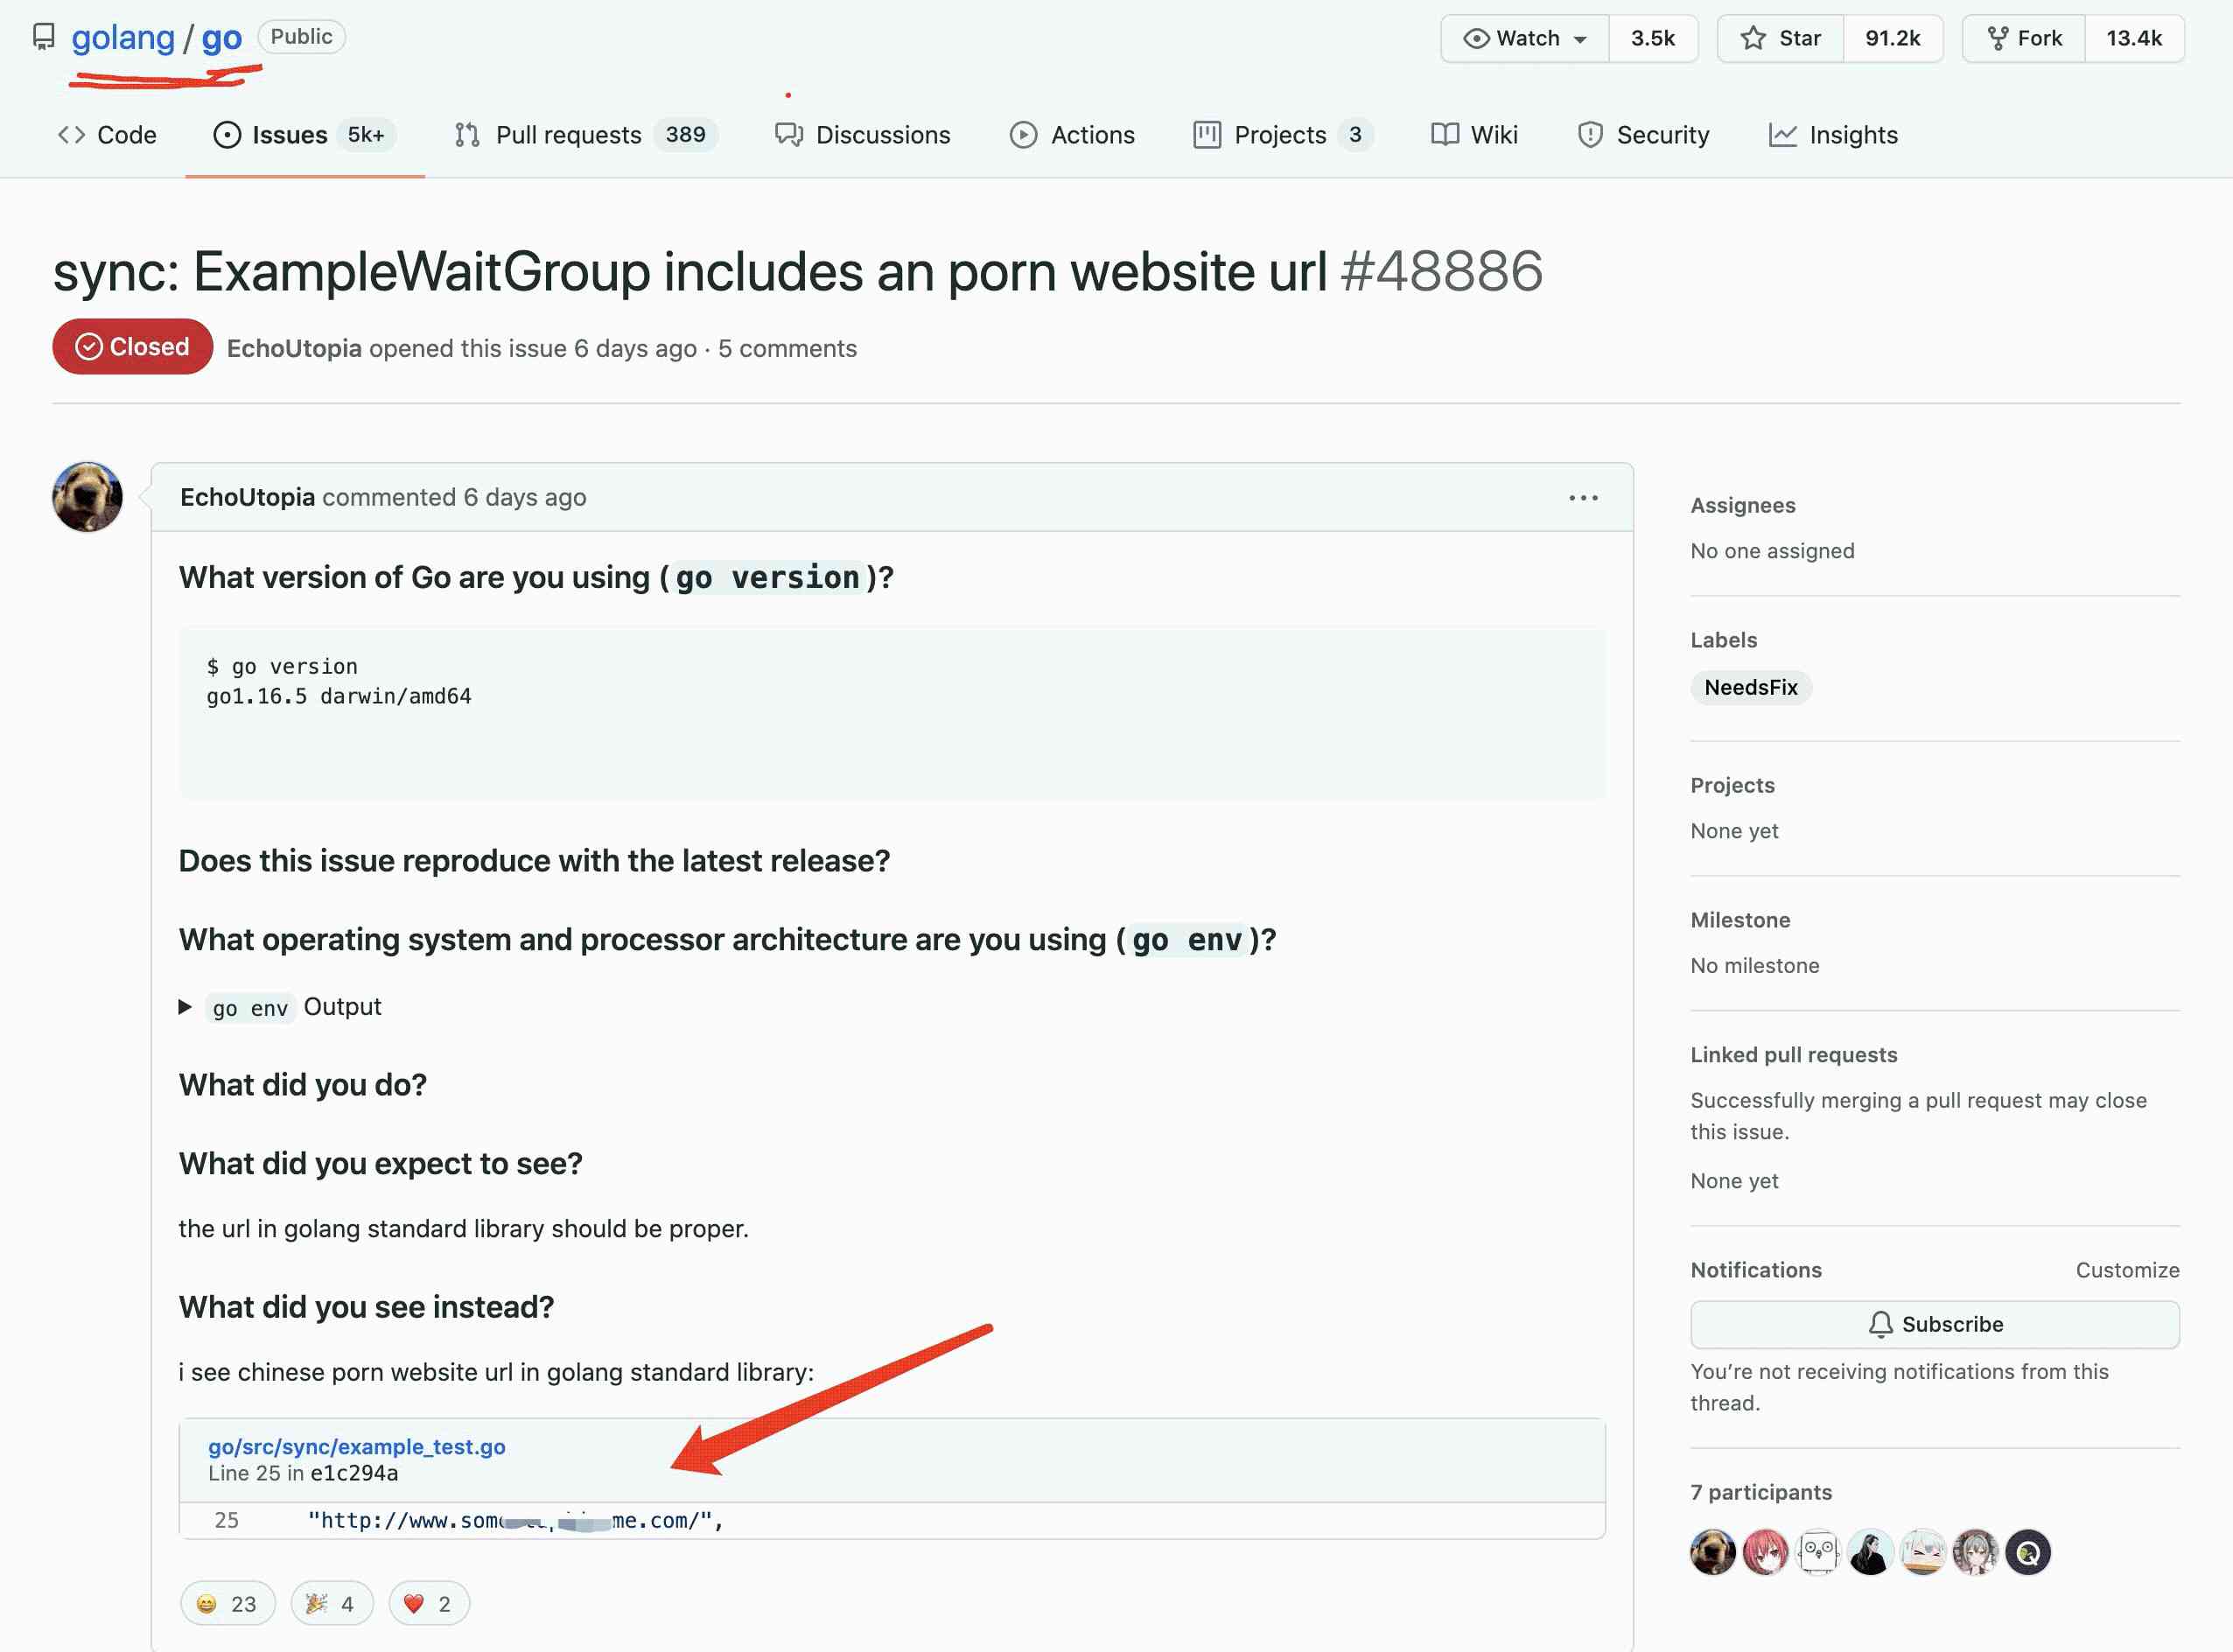 golang / go Public
Watch 3.5k Star 91.2k Fork 13.4k
Code Issues 5k+ Pull requests 389 Discussions Actions Projects 3 Wiki Security Insights
sync: ExampleWaitGroup includes an porn website url #48886
Closed EchoUtopia opened this issue 6 days ago · 5 comments
EchoUtopia commented 6 days ago
What version of Go are you using (go version)?
$ go version
go1.16.5 darwin/amd64
Does this issue reproduce with the latest release?
What operating system and processor architecture are you using (go env)?
go env Output
What did you do?
What did you expect to see?
the url in golang standard library should be proper.
What did you see instead?
i see chinese porn website url in golang standard library:
go/src/sync/example_test.go
Line 25 in e1c294a
25
23 4 2
Assignees
No one assigned
Labels
NeedsFix
Projects
None yet
Milestone
No milestone
Linked pull requests
Successfully merging a pull request may close
this issue.
None yet
Notifications Customize
Subscribe
You’re not receiving notifications from this
thread.
7 participants